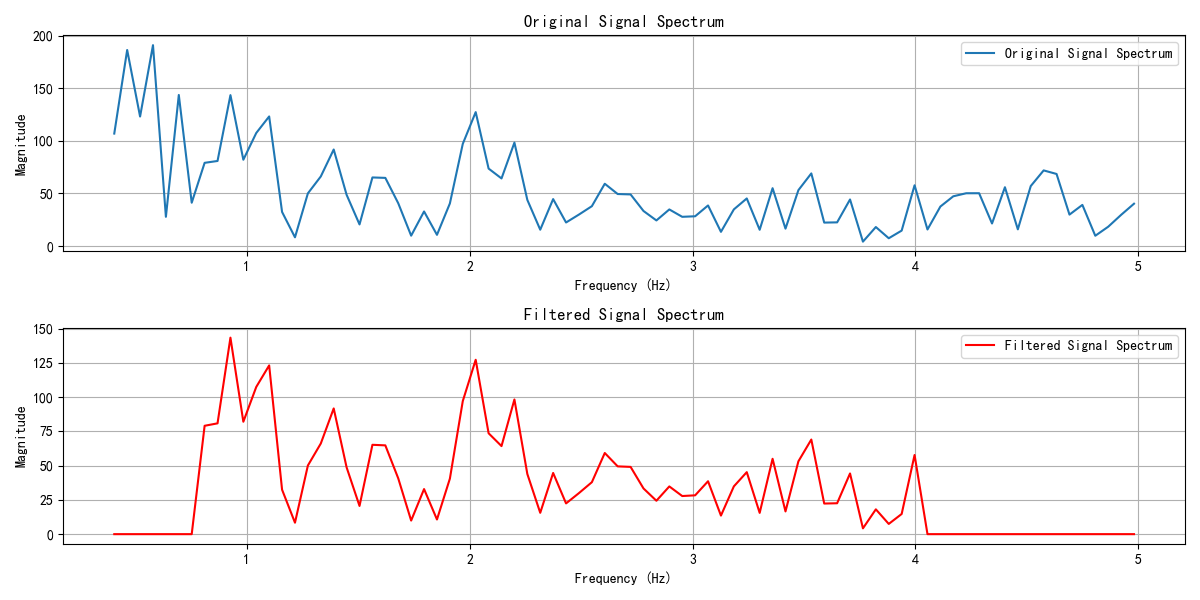 Original Signal Spectrum
200
150
100
50
0
Magnitude
Original Signal Spectrum
1 2 3 4 5
Frequency (Hz)
Filtered Signal Spectrum
150
125
100
75
50
25
0
Magnitude
Filtered Signal Spectrum
1 2 3 4 5
Frequency (Hz)